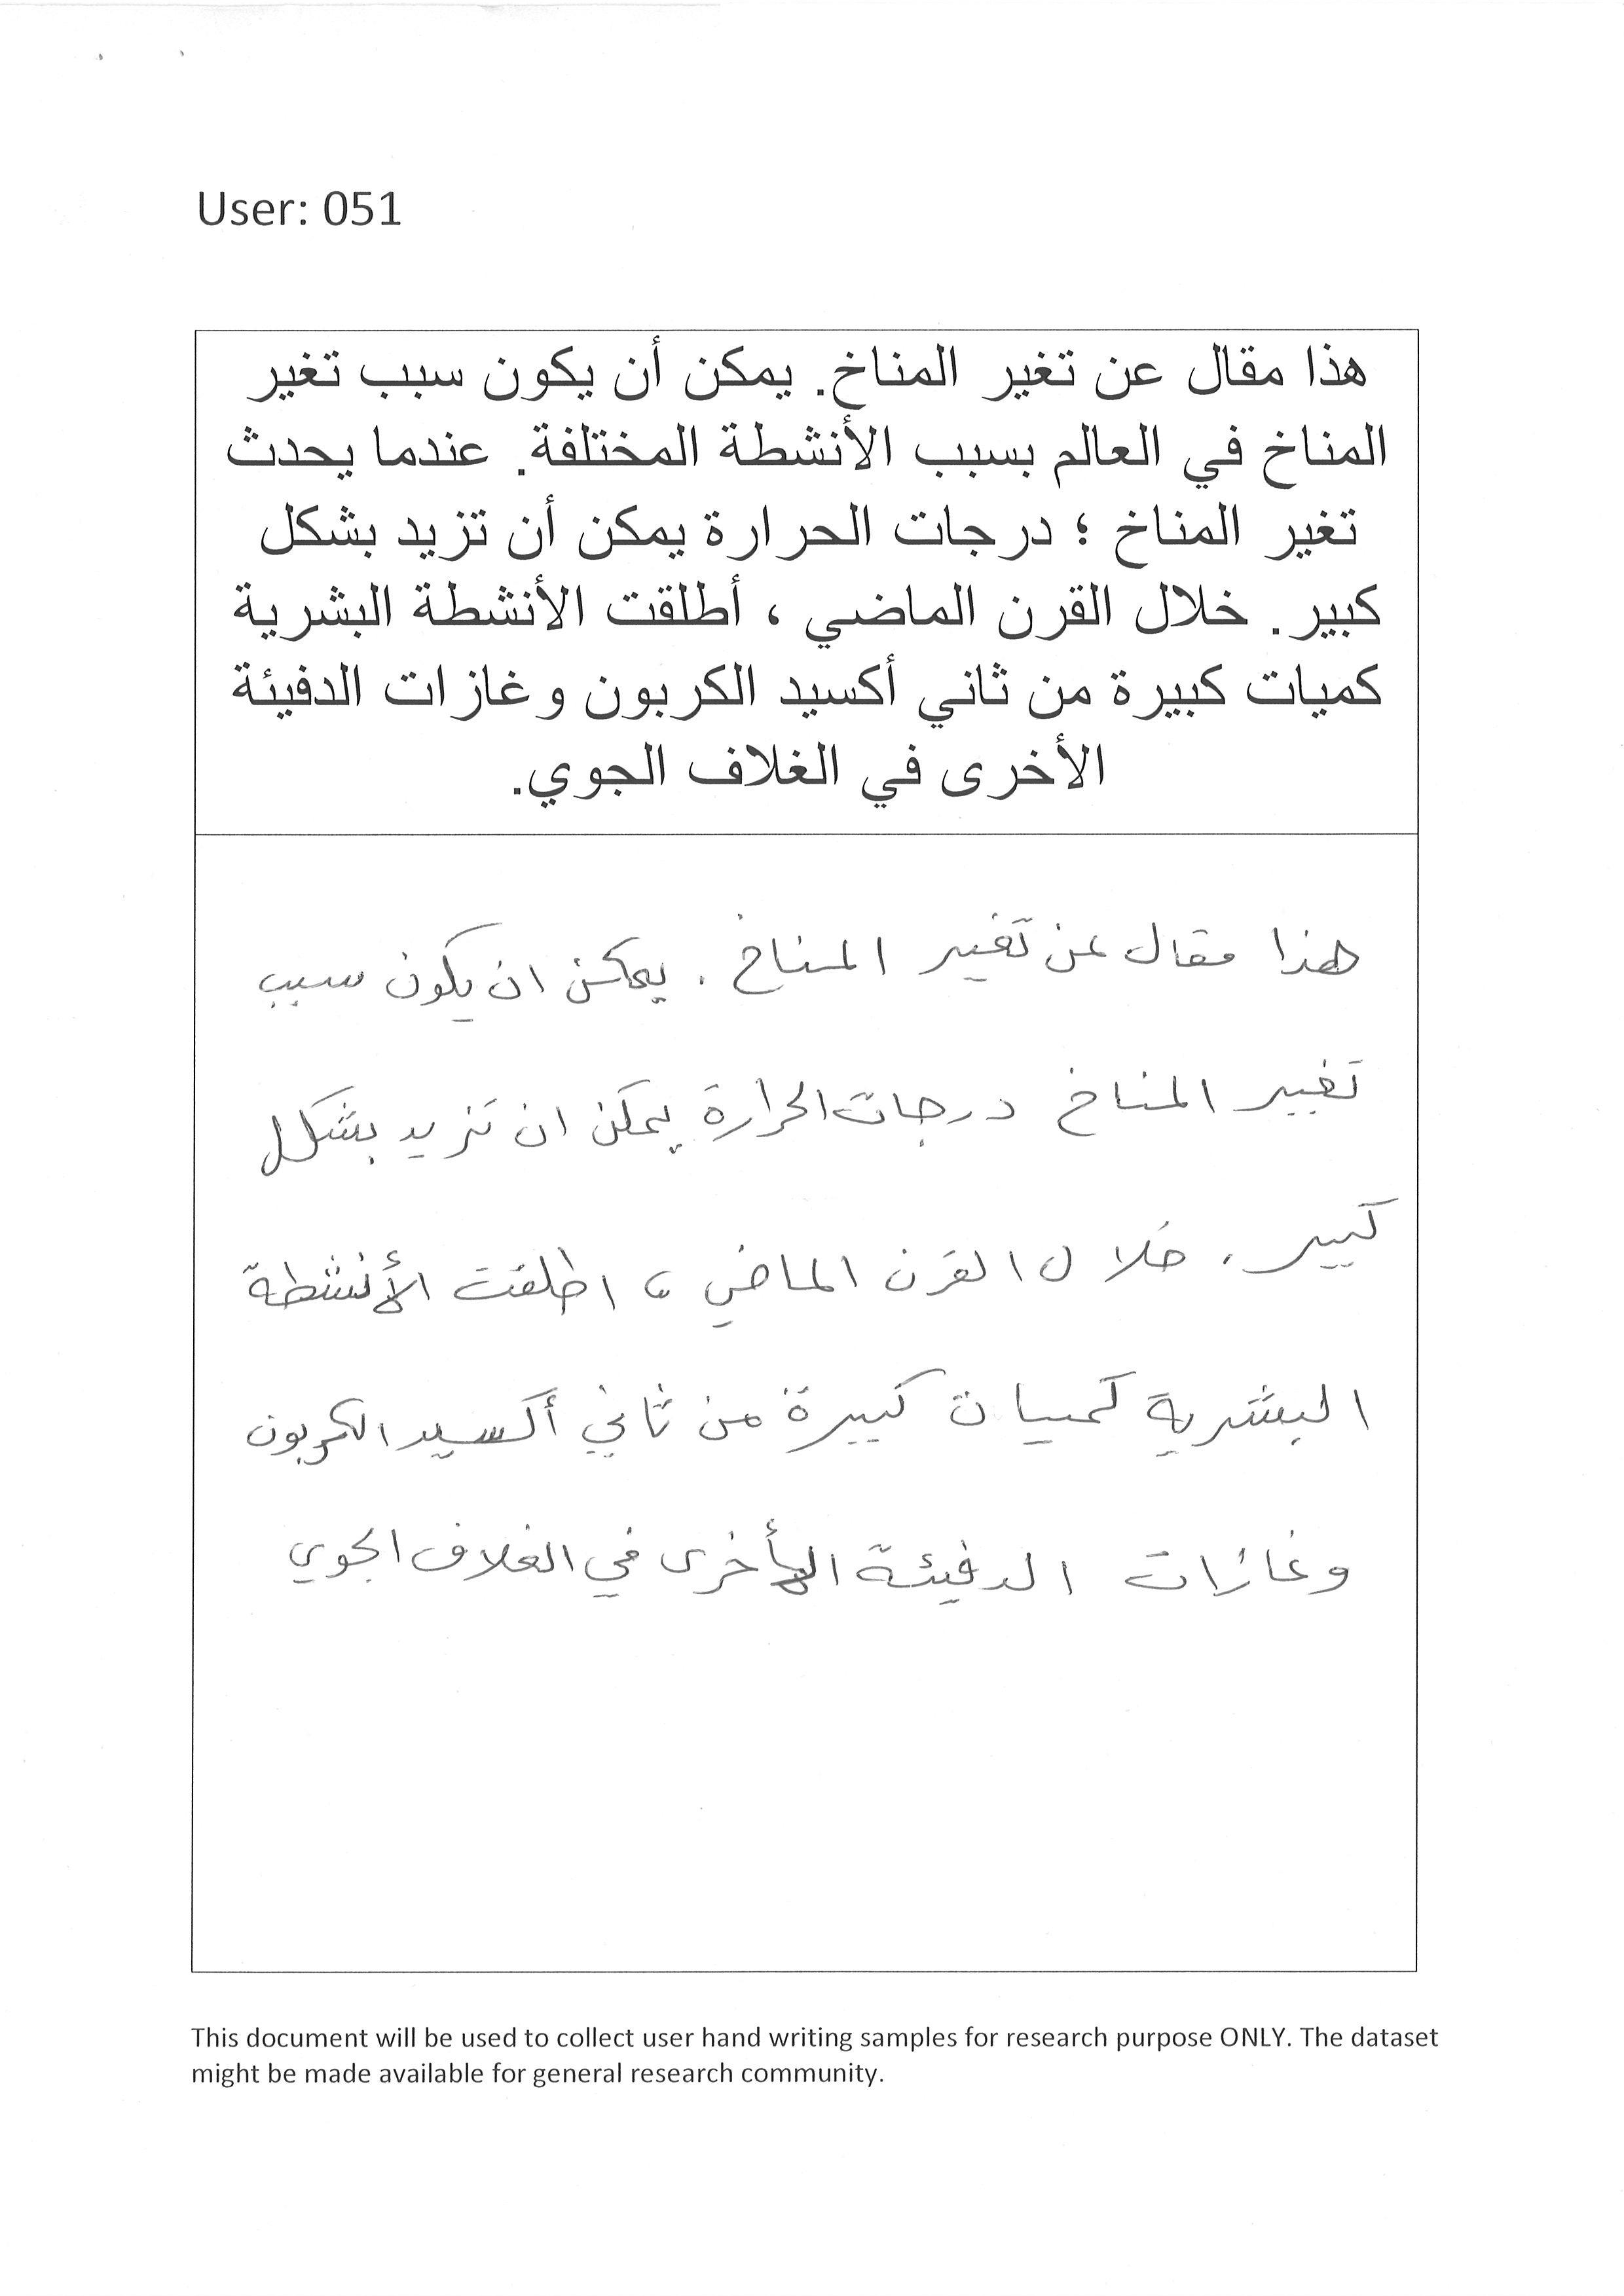 User: 051
هذا مقال عن تغير المناخ. يمكن أن يكون سبب تغير
المناخ في العالم بسبب الأنشطة المختلفة. عندما يحدث
تغير المناخ ؛ درجات الحرارة يمكن أن تزيد بشكل
كبير. خلال القرن الماضي ، أطلقت الأنشطة البشرية
كميات كبيرة من ثاني أكسيد الكربون وغازات الدفيئة
الأخرى في الغلاف الجوي.
هذا مقال عن تغير المناخ . يمكن ان يكون سبب
تغيير المناخ درجات الحرارة يمكن ان تزيد بشكل
كبير . خلال القرن الماضي ، اطلقت الأنشطة
البشرية كميات كبيرة من ثاني أكسيد الكربون
وغازات الدفيئة الأخرى في الغلاف الجوي
This document will be used to collect user hand writing samples for research purpose ONLY. The dataset
might be made available for general research community.